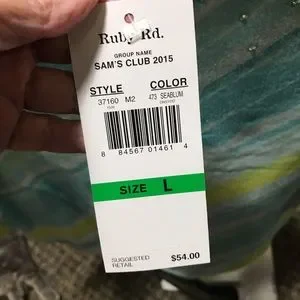 Ruby Rd.
GROUP NAME
SAM'S CLUB 2015
STYLE COLOR
37160 M2 473 SEABLUM
8 84567 01461 4
SIZE L
SUGGESTED
RETAIL $54.00